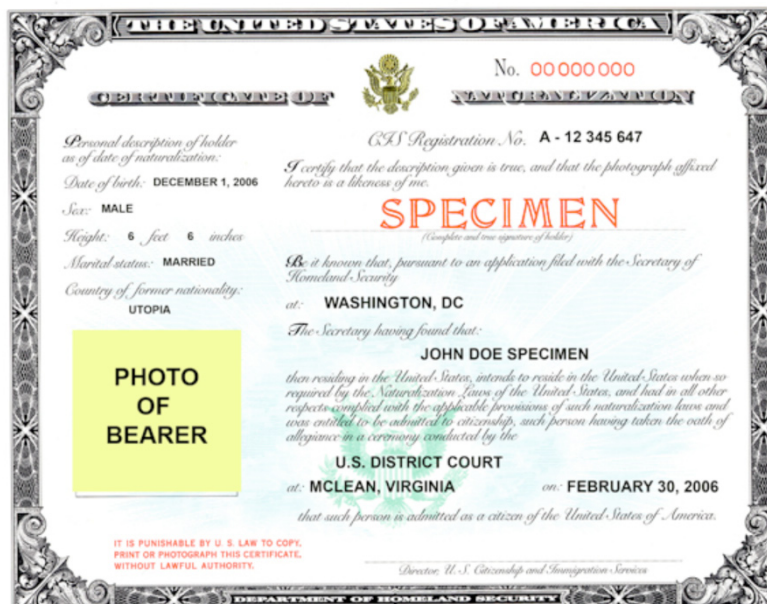 THE UNITED STATES OF AMERICA
No. 00000000
CERTIFICATE OF NATURALIZATION
Personal description of holder
as of date of naturalization:
Date of birth: DECEMBER 1, 2006
Sex: MALE
Height: 6 feet 6 inches
Marital status: MARRIED
Country of former nationality:
UTOPIA
PHOTO
OF
BEARER
IT IS PUNISHABLE BY U. S. LAW TO COPY,
PRINT OR PHOTOGRAPH THIS CERTIFICATE,
WITHOUT LAWFUL AUTHORITY.
CIS Registration No. A - 12 345 647
I certify that the description given is true, and that the photograph affixed
hereto is a likeness of me.
SPECIMEN
(Complete and true signature of holder)
Be it known that, pursuant to an application filed with the Secretary of
Homeland Security
at: WASHINGTON, DC
The Secretary having found that:
JOHN DOE SPECIMEN
then residing in the United States, intends to reside in the United States when so
required by the Naturalization Laws of the United States, and had in all other
respects complied with the applicable provisions of such naturalization laws and
was entitled to be admitted to citizenship, such person having taken the oath of
allegiance in a ceremony conducted by the
U.S. DISTRICT COURT
at: MCLEAN, VIRGINIA on: FEBRUARY 30, 2006
that such person is admitted as a citizen of the United States of America.
Director, U. S. Citizenship and Immigration Services
DEPARTMENT OF HOMELAND SECURITY